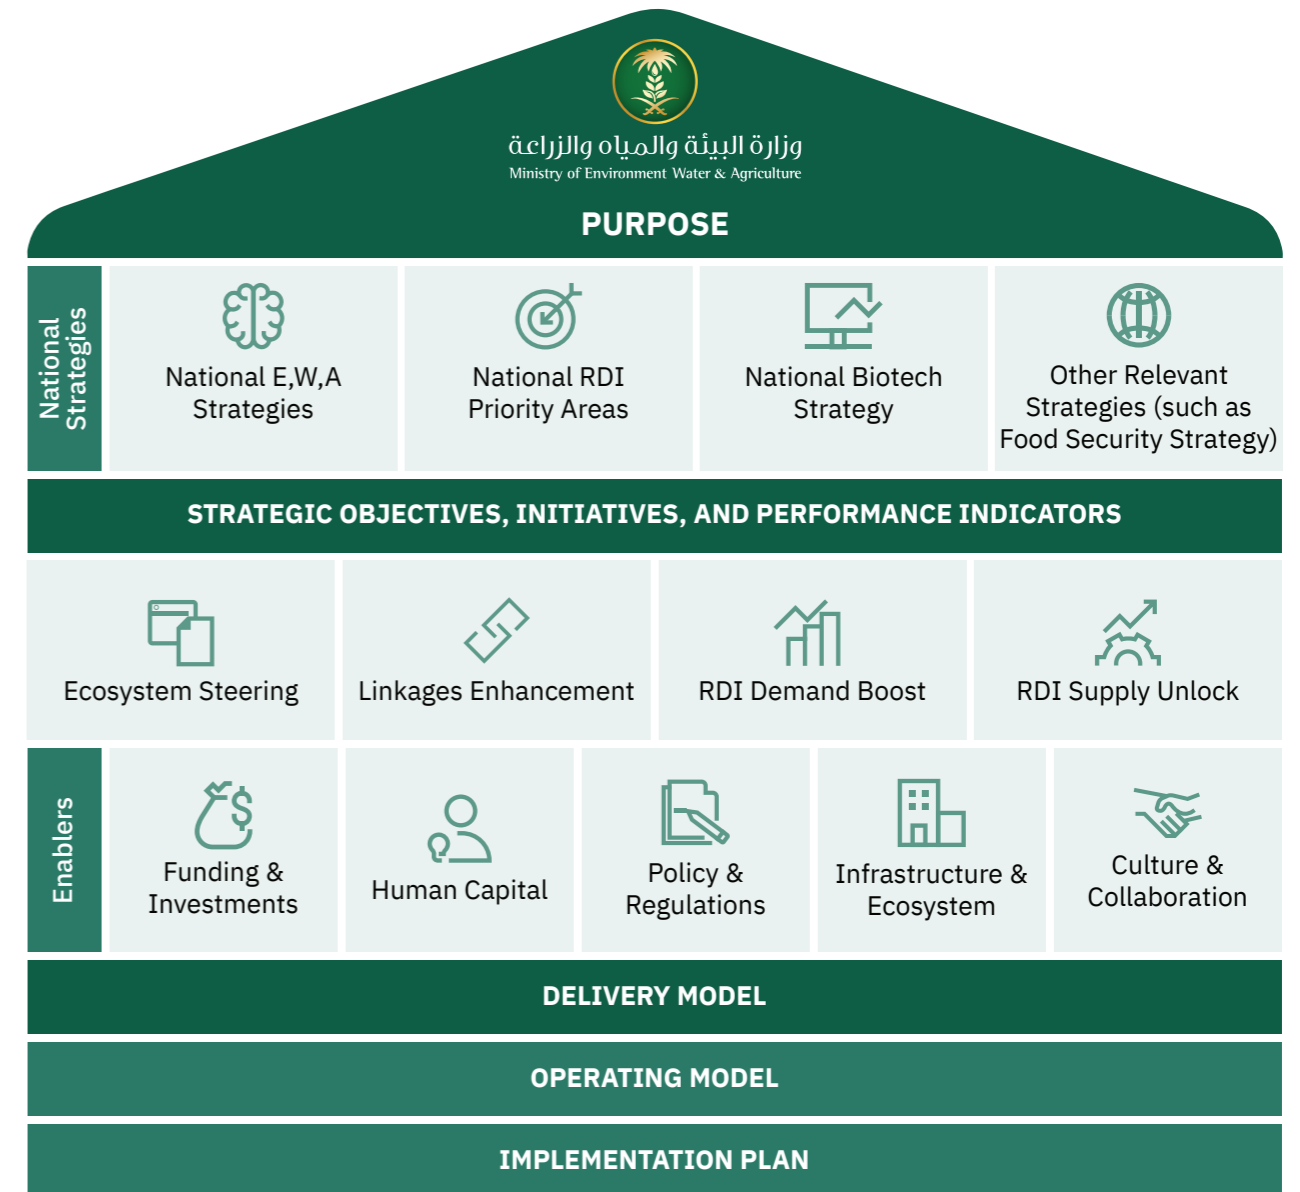 وزارة البيئة والمياه والزراعة
Ministry of Environment Water & Agriculture
PURPOSE
National
Strategies
National E,W,A
Strategies
National RDI
Priority Areas
National Biotech
Strategy
Other Relevant
Strategies (such as
Food Security Strategy)
STRATEGIC OBJECTIVES, INITIATIVES, AND PERFORMANCE INDICATORS
Ecosystem Steering
Linkages Enhancement
RDI Demand Boost
RDI Supply Unlock
Enablers
Funding &
Investments
Human Capital
Policy &
Regulations
Infrastructure &
Ecosystem
Culture &
Collaboration
DELIVERY MODEL
OPERATING MODEL
IMPLEMENTATION PLAN